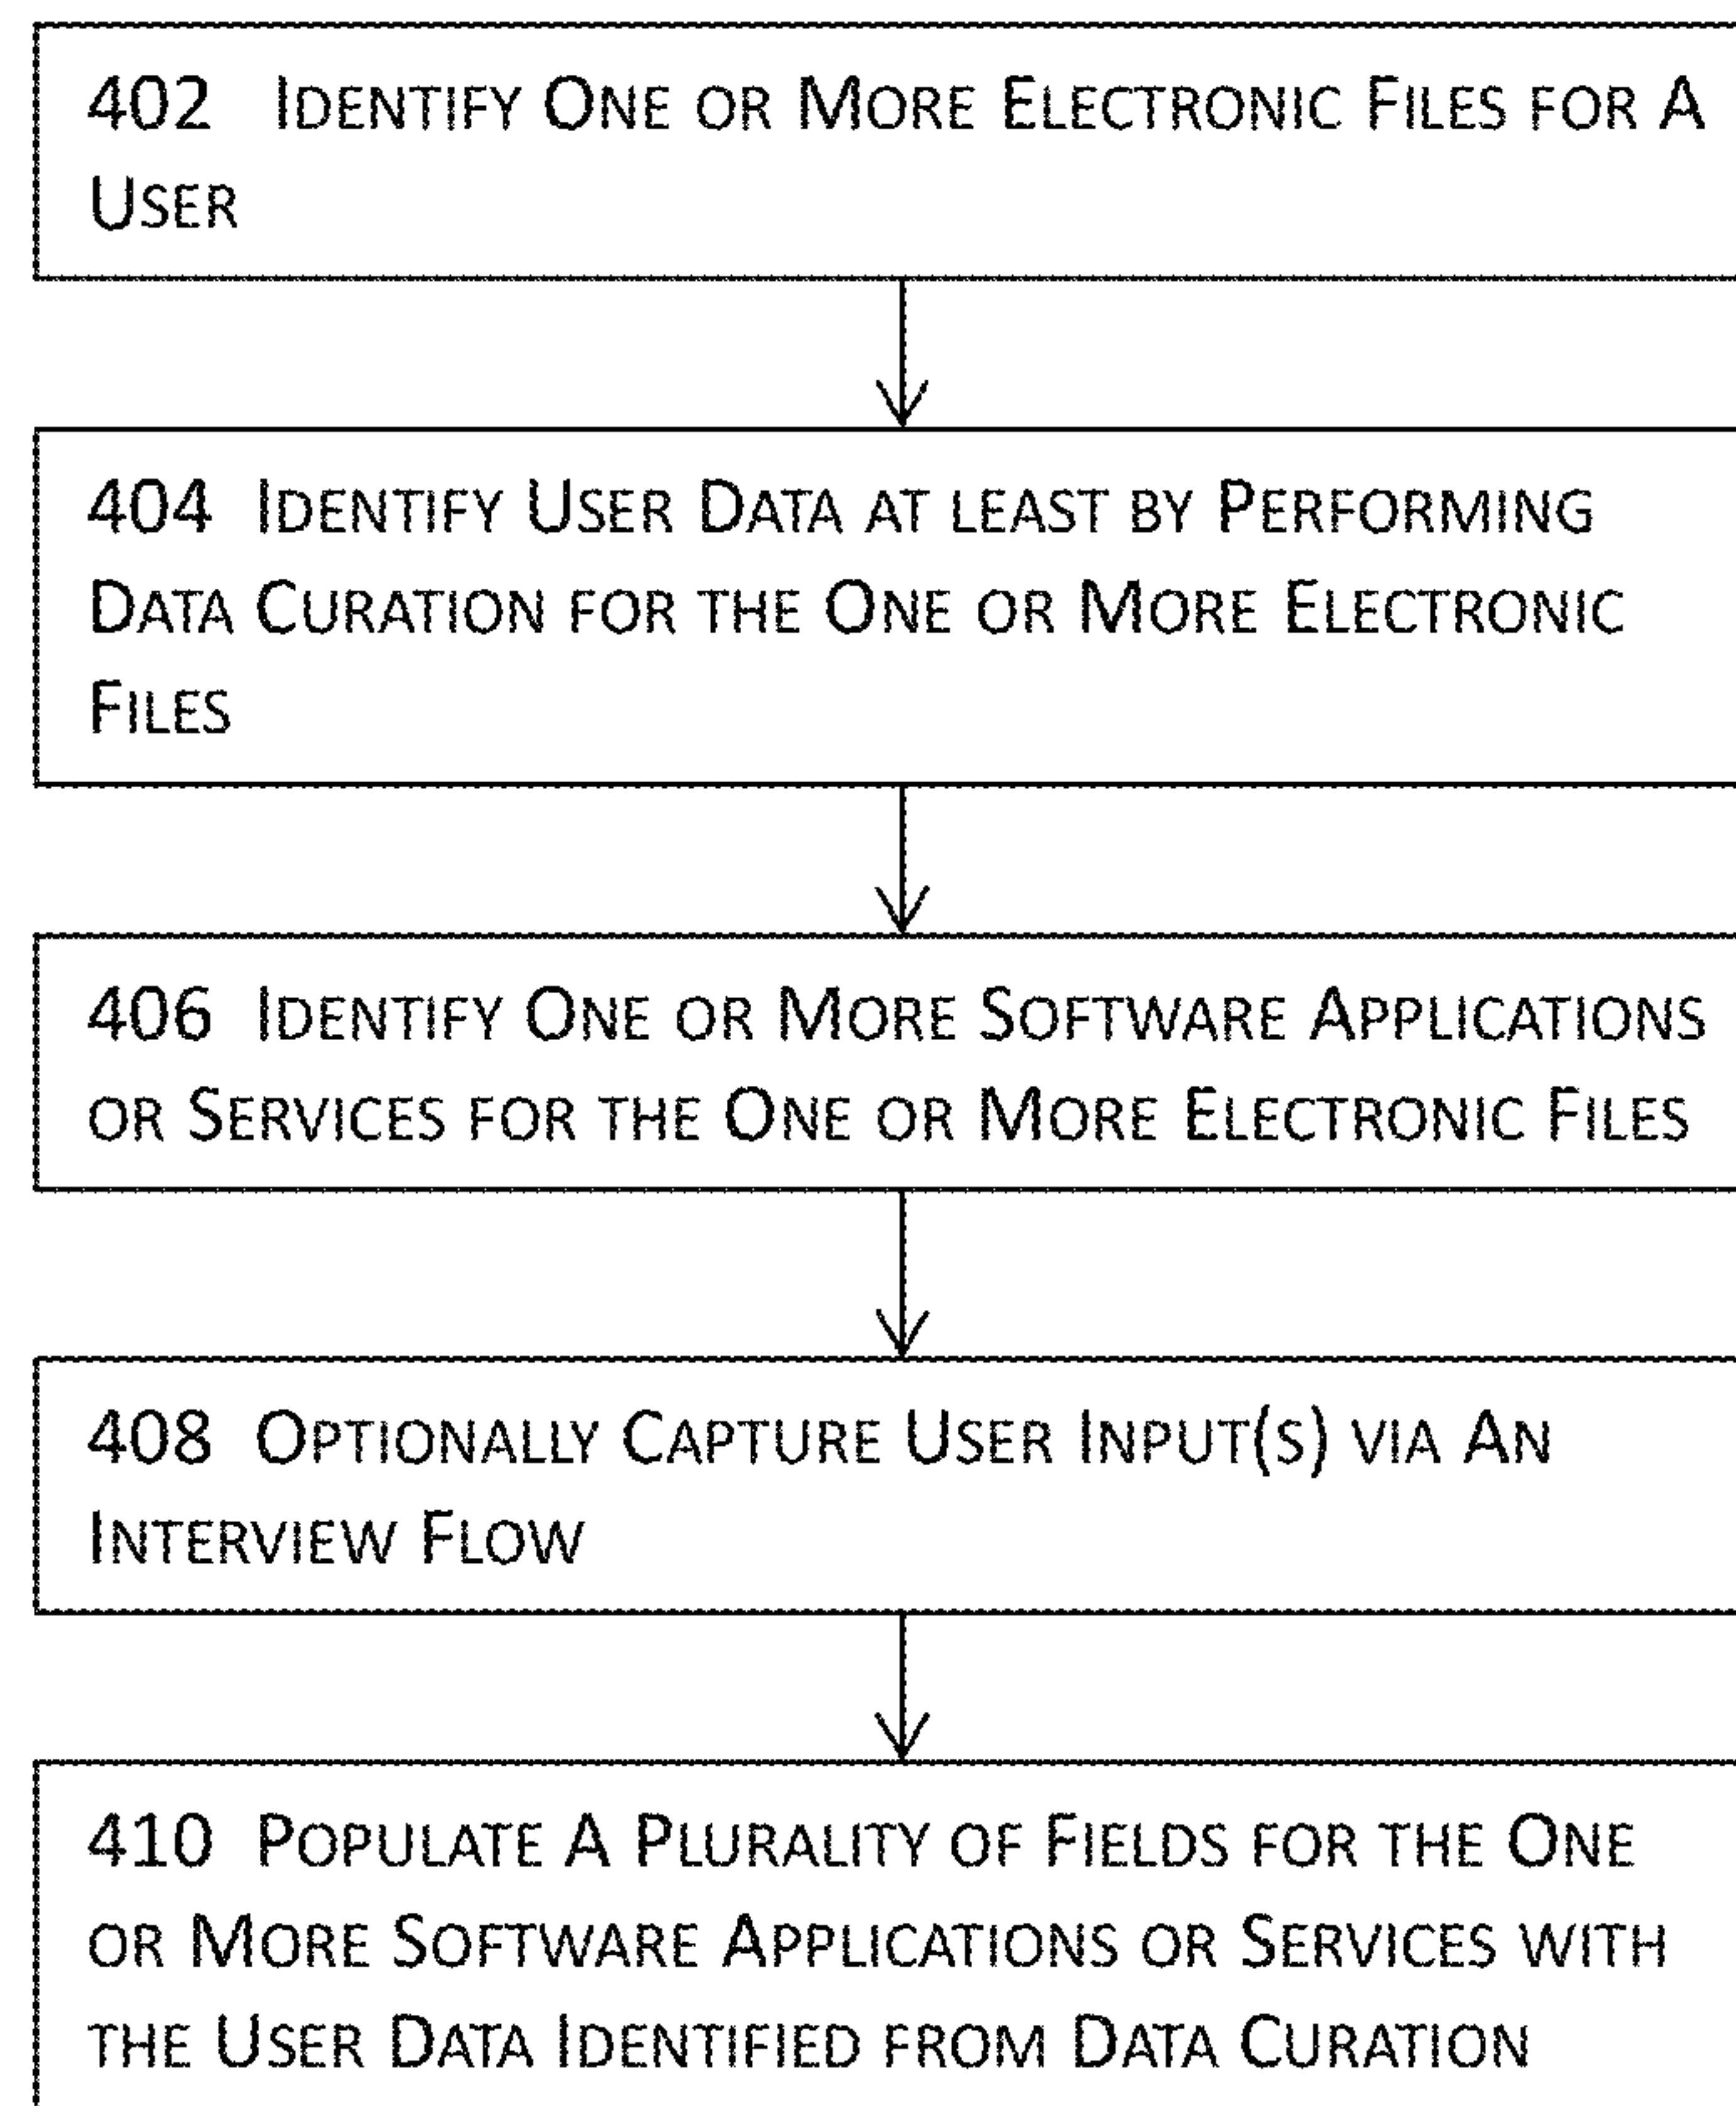 402 Identify One or More Electronic Files for A
User
404 Identify User Data at least by Performing
Data Curation for the One or More Electronic
Files
406 Identify One or More Software Applications
or Services for the One or More Electronic Files
408 Optionally Capture User Input(s) via An
Interview Flow
410 Populate A Plurality of Fields for the One
or More Software Applications or Services with
the User Data Identified from Data Curation